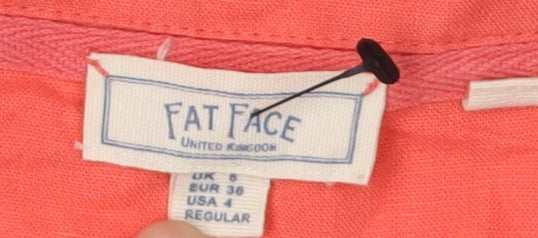 FAT FACE
UNITED KINGDOM
UK 8
EUR 36
USA 4
REGULAR